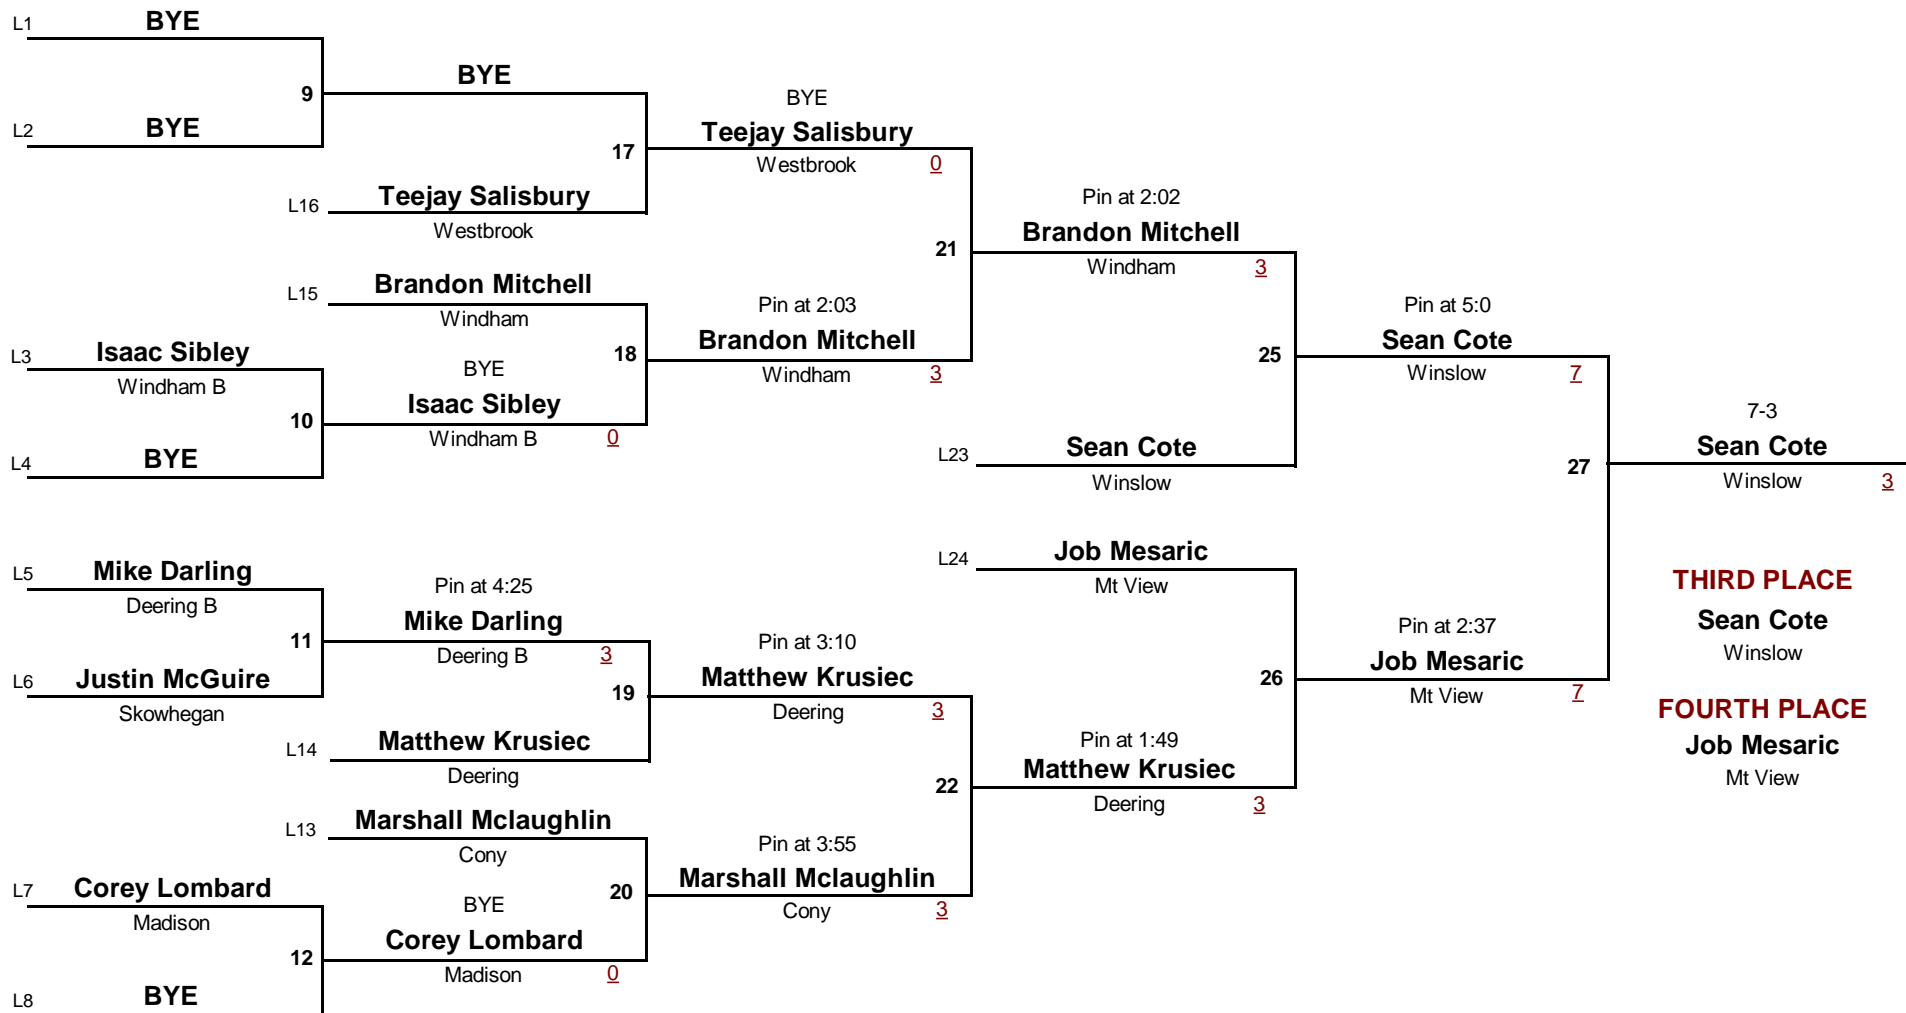 L1 BYE
9 BYE
L2 BYE
BYE
17 Teejay Salisbury
Westbrook 0
L16 Teejay Salisbury
Westbrook
Pin at 2:02
21 Brandon Mitchell
Windham 3
L15 Brandon Mitchell
Windham
Pin at 2:03
18 Brandon Mitchell
Windham 3
L3 Isaac Sibley
Windham B
BYE
10 Isaac Sibley
Windham B 0
L4 BYE
Pin at 5:0
25 Sean Cote
Winslow 7
L23 Sean Cote
Winslow
7-3
27 Sean Cote
Winslow 3
L5 Mike Darling
Deering B
Pin at 4:25
11 Mike Darling
Deering B 3
L6 Justin McGuire
Skowhegan
Pin at 3:10
19 Matthew Krusiec
Deering 3
L14 Matthew Krusiec
Deering
L24 Job Mesaric
Mt View
Pin at 2:37
26 Job Mesaric
Mt View 7
Pin at 1:49
22 Matthew Krusiec
Deering 3
L13 Marshall Mclaughlin
Cony
Pin at 3:55
20 Marshall Mclaughlin
Cony 3
L7 Corey Lombard
Madison
BYE
12 Corey Lombard
Madison 0
L8 BYE
THIRD PLACE
Sean Cote
Winslow
FOURTH PLACE
Job Mesaric
Mt View